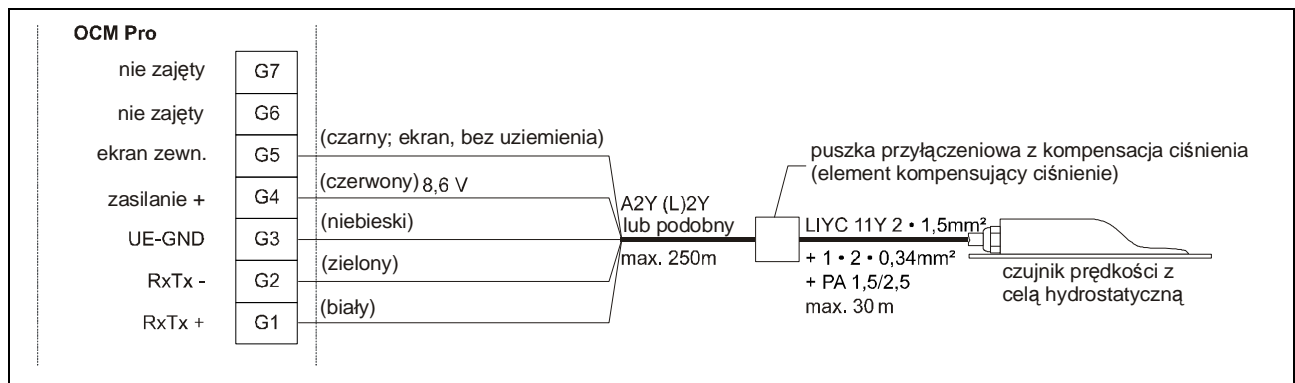 OCM Pro
nie zajęty G7
nie zajęty G6
ekran zewn. G5 (czarny; ekran, bez uziemienia)
zasilanie + G4 (czerwony) 8,6 V
UE-GND G3 (niebieski)
RxTx - G2 (zielony)
RxTx + G1 (biały)
A2Y (L)2Y
lub podobny
max. 250m
puszka przyłączeniowa z kompensacja ciśnienia
(element kompensujący ciśnienie)
LIYC 11Y 2 • 1,5mm²
+ 1 • 2 • 0,34mm²
+ PA 1,5/2,5
max. 30 m
czujnik prędkości z
celą hydrostatyczną